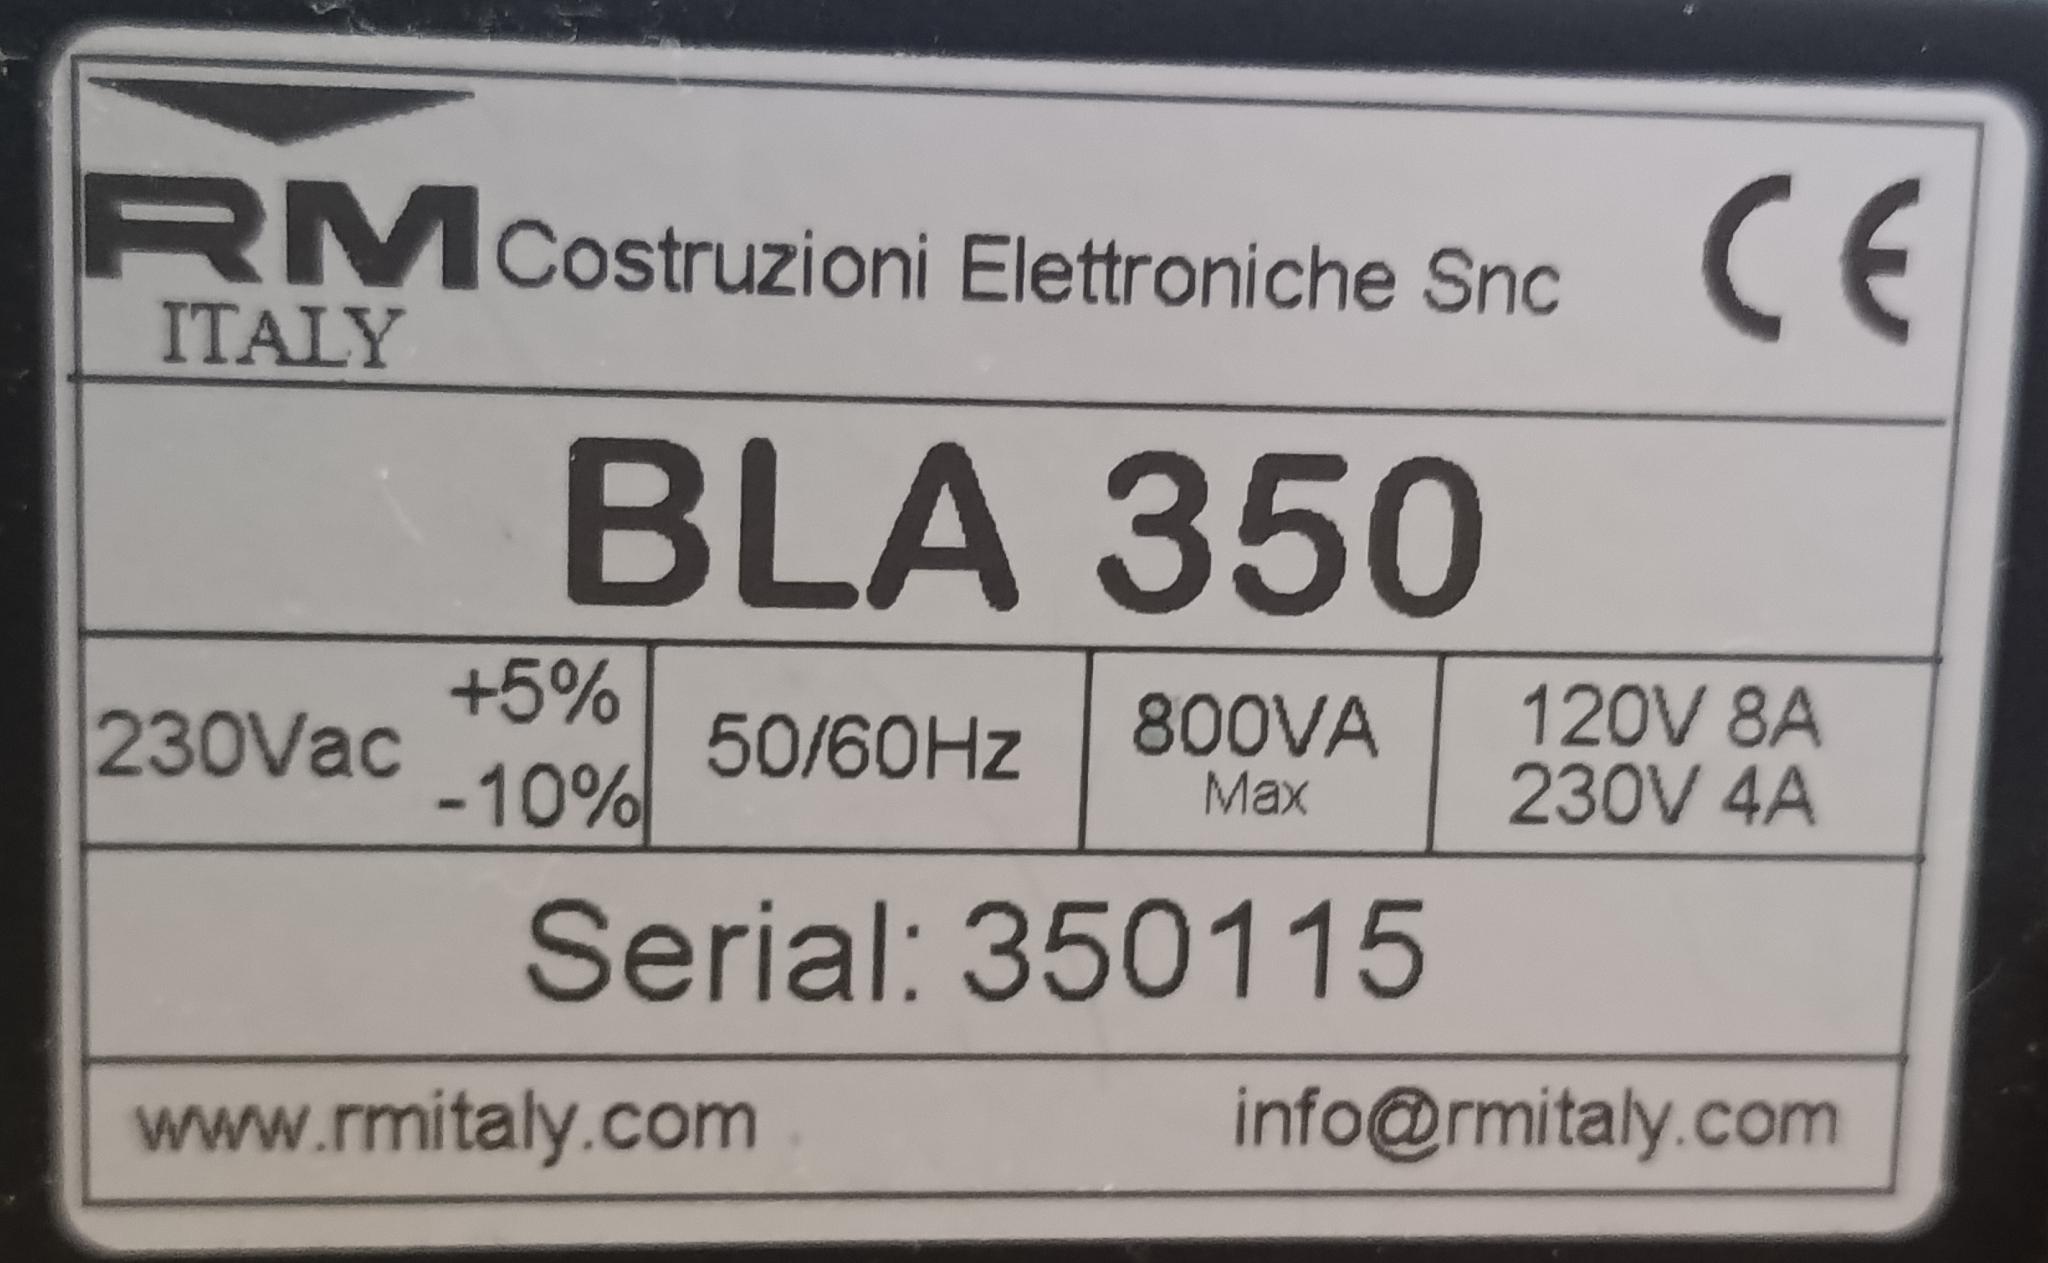 RM Costruzioni Elettroniche Snc CE
ITALY
BLA 350
230Vac +5% -10% 50/60Hz 800VA Max 120V 8A 230V 4A
Serial: 350115
www.rmitaly.com info@rmitaly.com